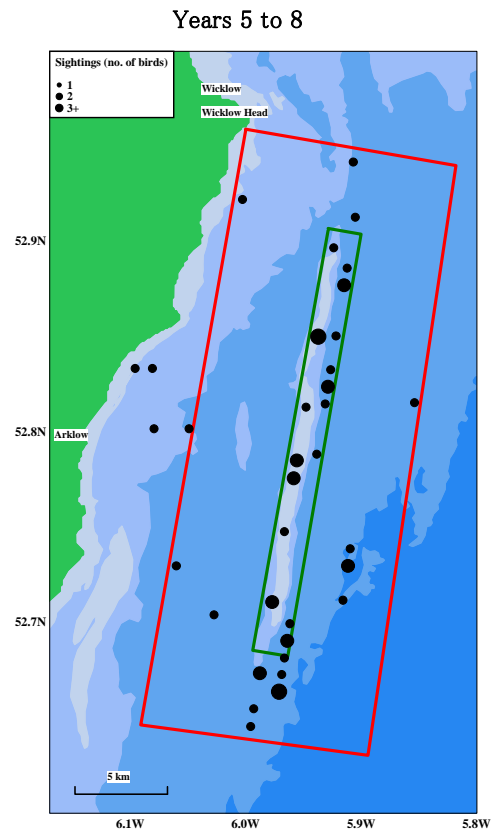 Years 5 to 8
Sightings (no. of birds)
1
2
3+
Wicklow
Wicklow Head
52.9N
52.8N
Arklow
52.7N
5 km
6.1W 6.0W 5.9W 5.8W